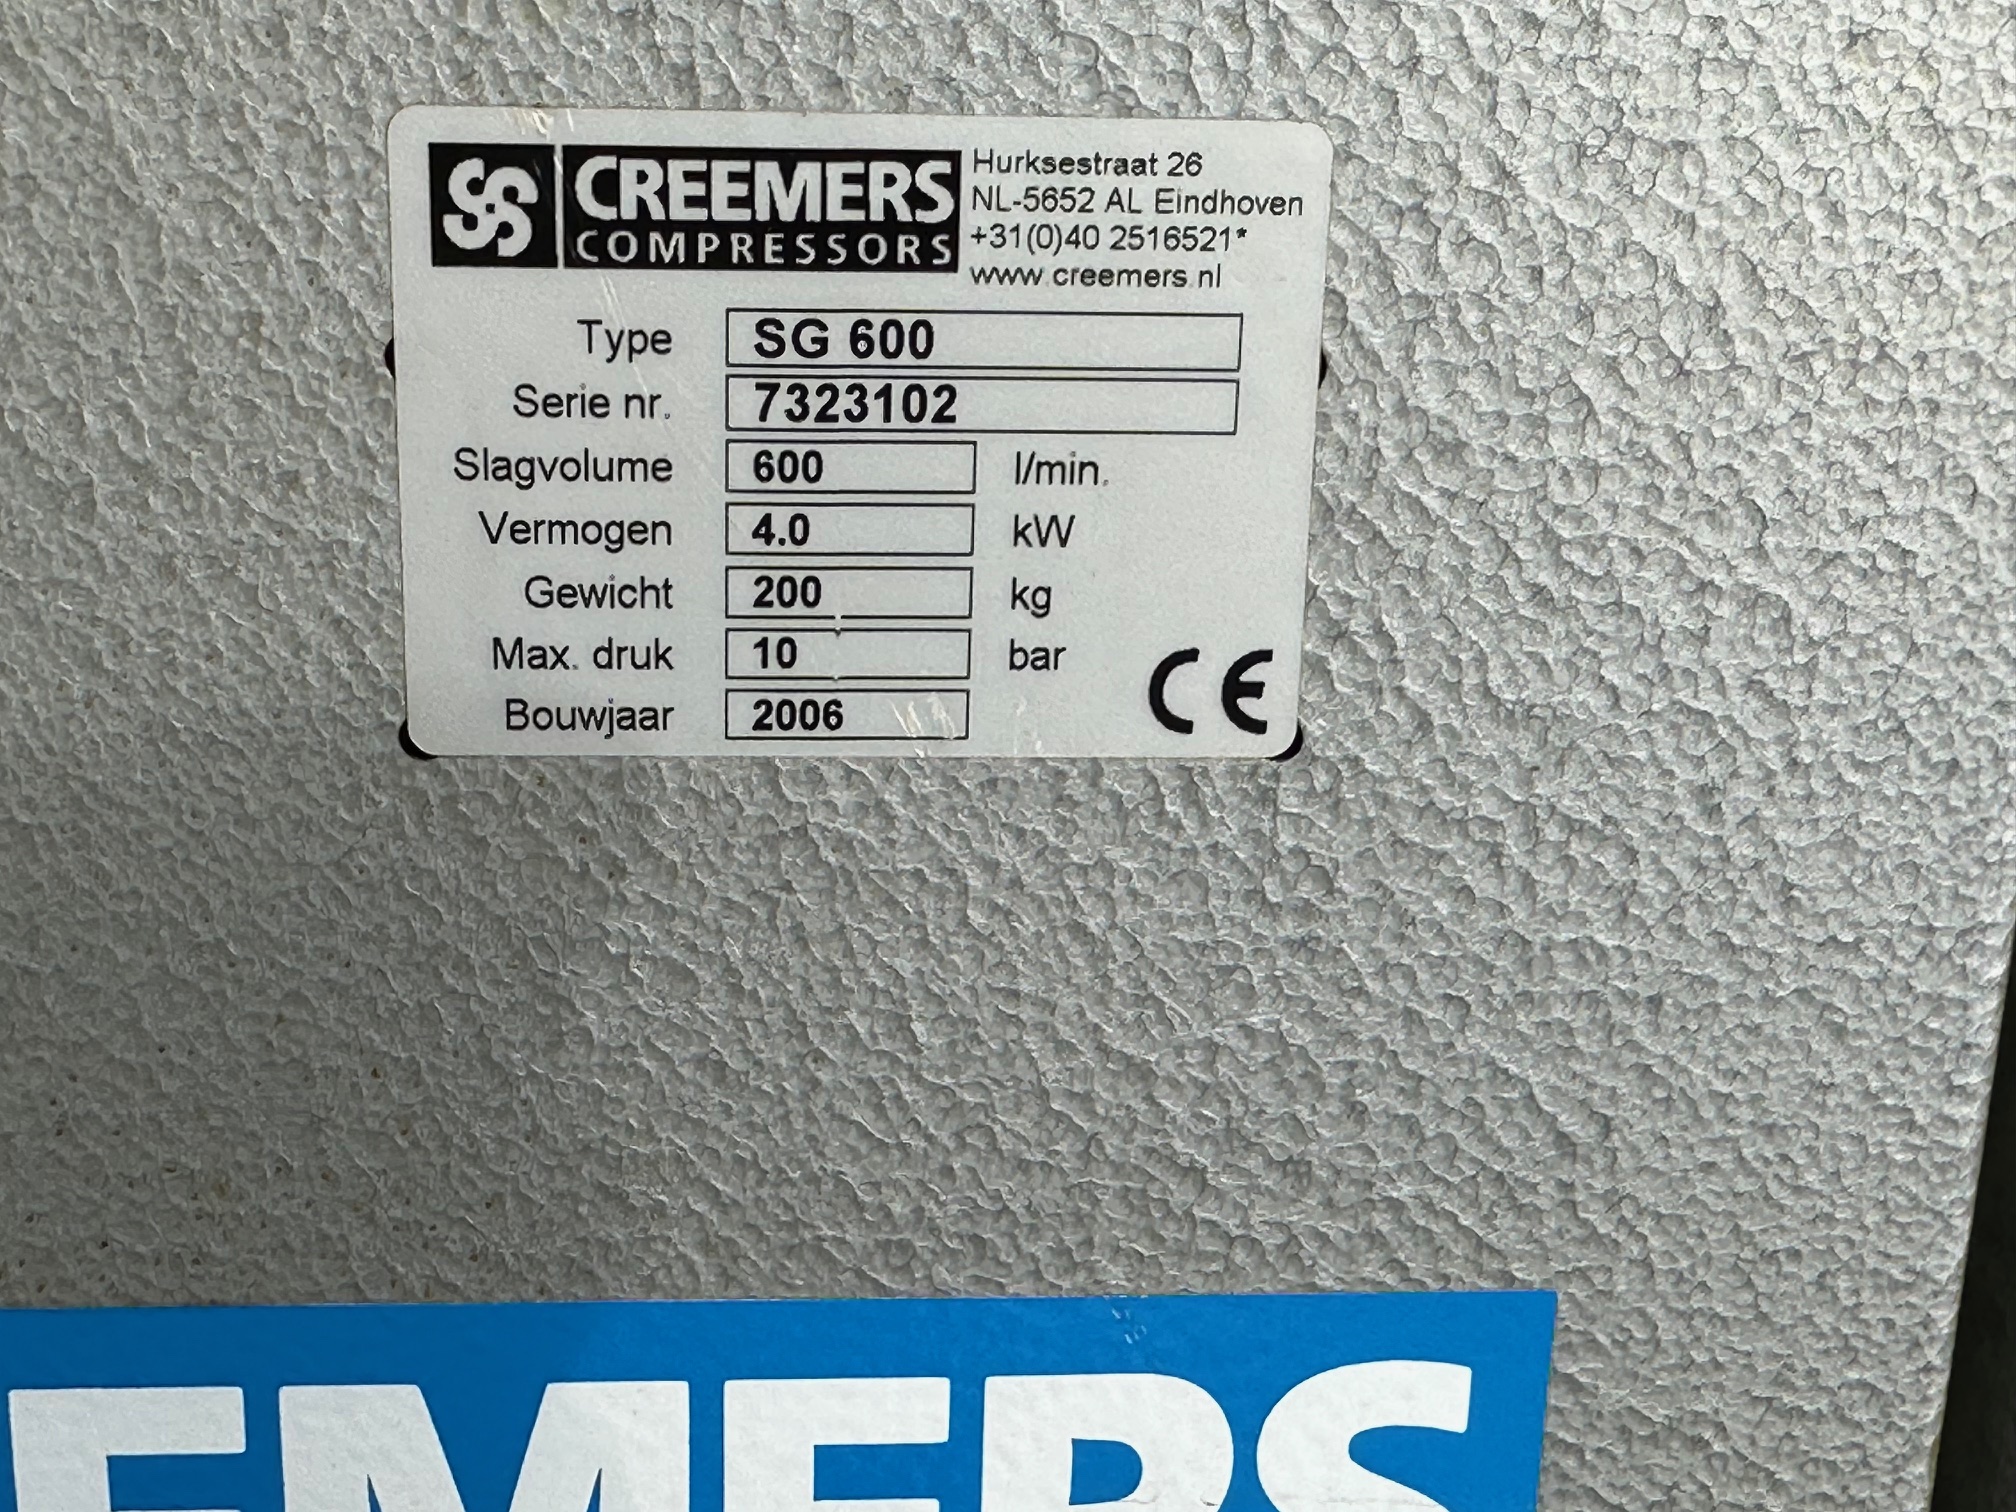 CREEMERS
COMPRESSORS
Hurksestraat 26
NL-5652 AL Eindhoven
+31(0)40 2516521*
www.creemers.nl
Type SG 600
Serie nr. 7323102
Slagvolume 600 l/min.
Vermogen 4.0 kW
Gewicht 200 kg
Max. druk 10 bar
Bouwjaar 2006
CE
EMERS